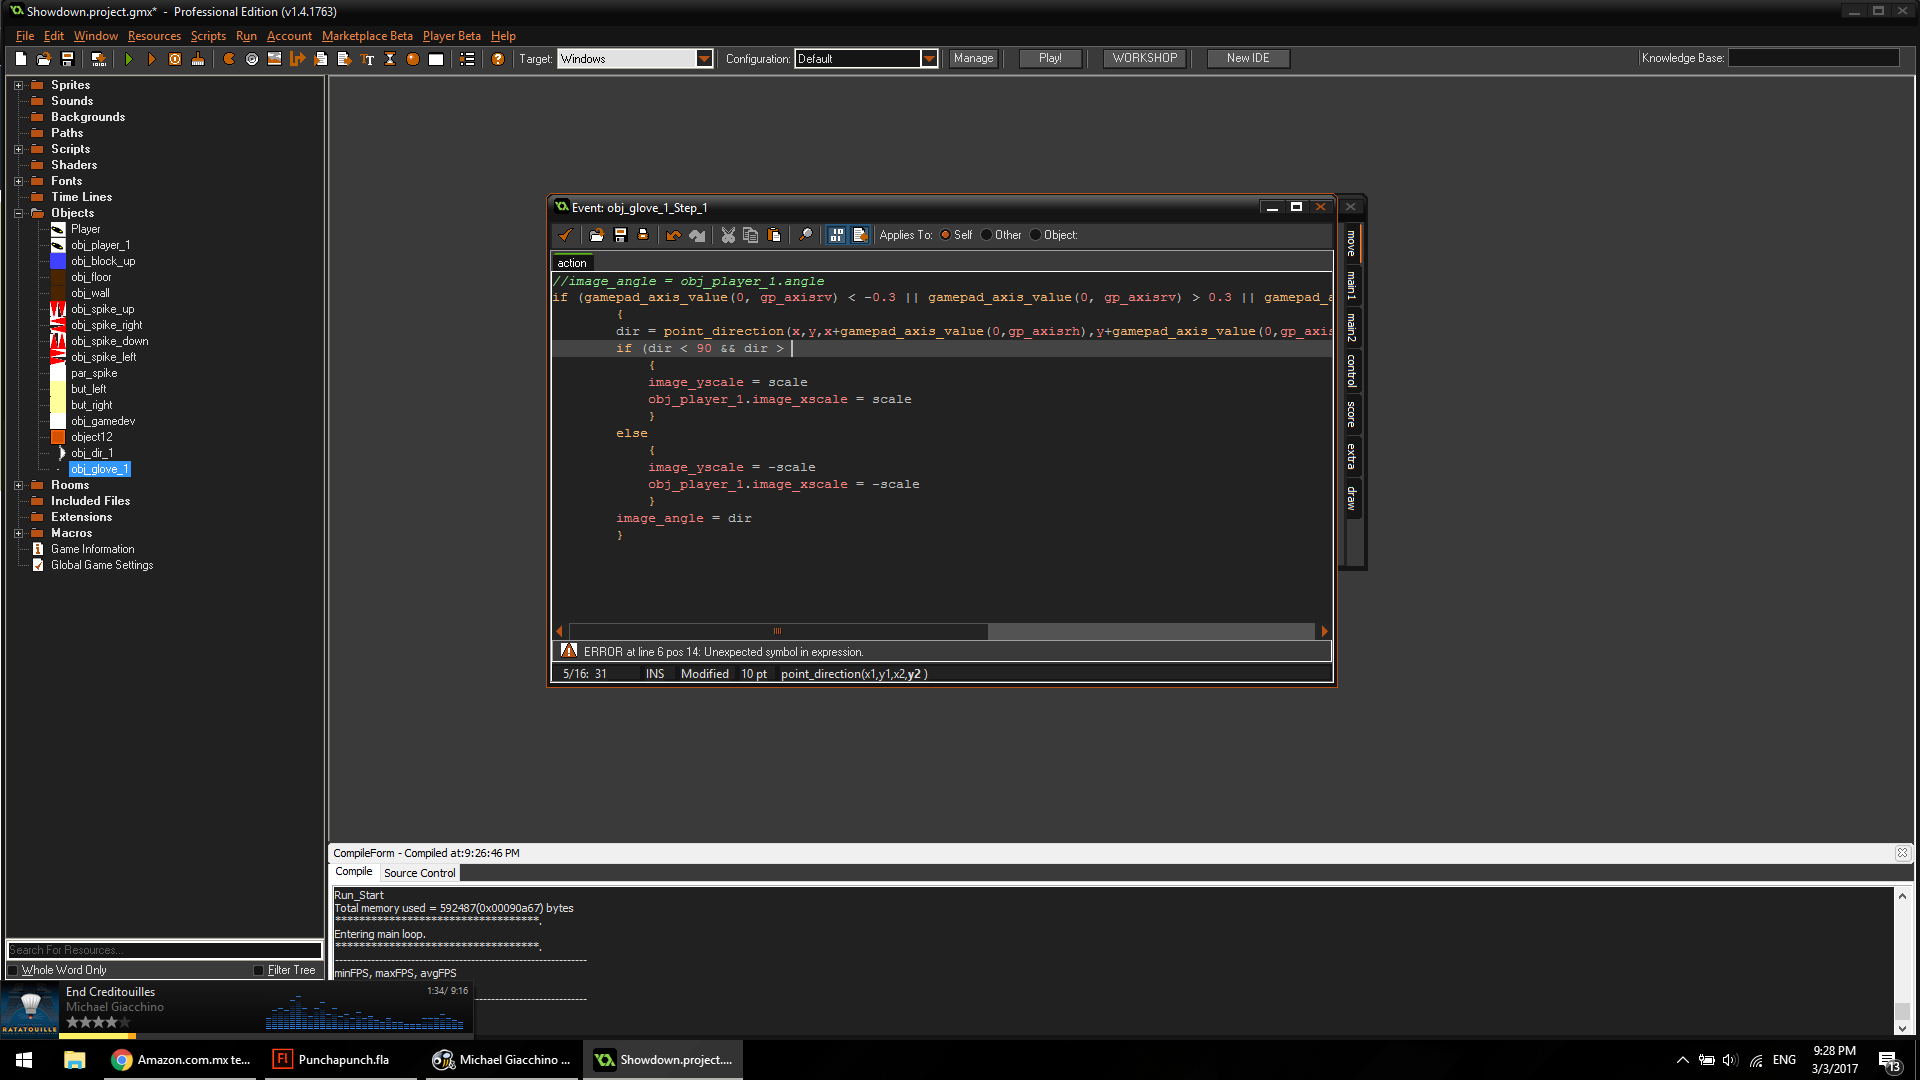 Showdown.project.gmx* - Professional Edition (v1.4.1763)
File Edit Window Resources Scripts Run Account Marketplace Beta Player Beta Help
Target: Windows Configuration: Default Manage Play! WORKSHOP New IDE Knowledge Base:
Sprites
Sounds
Backgrounds
Paths
Scripts
Shaders
Fonts
Time Lines
Objects
Player
obj_player_1
obj_block_up
obj_floor
obj_wall
obj_spike_up
obj_spike_right
obj_spike_down
obj_spike_left
par_spike
but_left
but_right
obj_gamedev
object12
obj_dir_1
obj_glove_1
Rooms
Included Files
Extensions
Macros
Game Information
Global Game Settings
Event: obj_glove_1_Step_1
Applies To: Self Other Object:
action
//image_angle = obj_player_1.angle
if (gamepad_axis_value(0, gp_axisrv) < -0.3 || gamepad_axis_value(0, gp_axisrv) > 0.3 || gamepad_a
{
dir = point_direction(x,y,x+gamepad_axis_value(0,gp_axisrh),y+gamepad_axis_value(0,gp_axis
if (dir < 90 && dir >
{
image_yscale = scale
obj_player_1.image_xscale = scale
}
else
{
image_yscale = -scale
obj_player_1.image_xscale = -scale
}
image_angle = dir
}
ERROR at line 6 pos 14: Unexpected symbol in expression.
5/16: 31 INS Modified 10 pt point_direction(x1,y1,x2,y2 )
move
main1
main2
control
score
extra
draw
CompileForm - Compiled at:9:26:46 PM
Compile Source Control
Run_Start
Total memory used = 592487(0x00090a67) bytes
***********************************.
Entering main loop.
***********************************.
---------------------------------------------------------------
minFPS, maxFPS, avgFPS
Search For Resources...
Whole Word Only Filter Tree
End Creditouilles 1:34/ 9:16
Michael Giacchino
RATATOUILLE
Amazon.com.mx te... Punchapunch.fla Michael Giacchino ... Showdown.project....
ENG 9:28 PM
3/3/2017
13